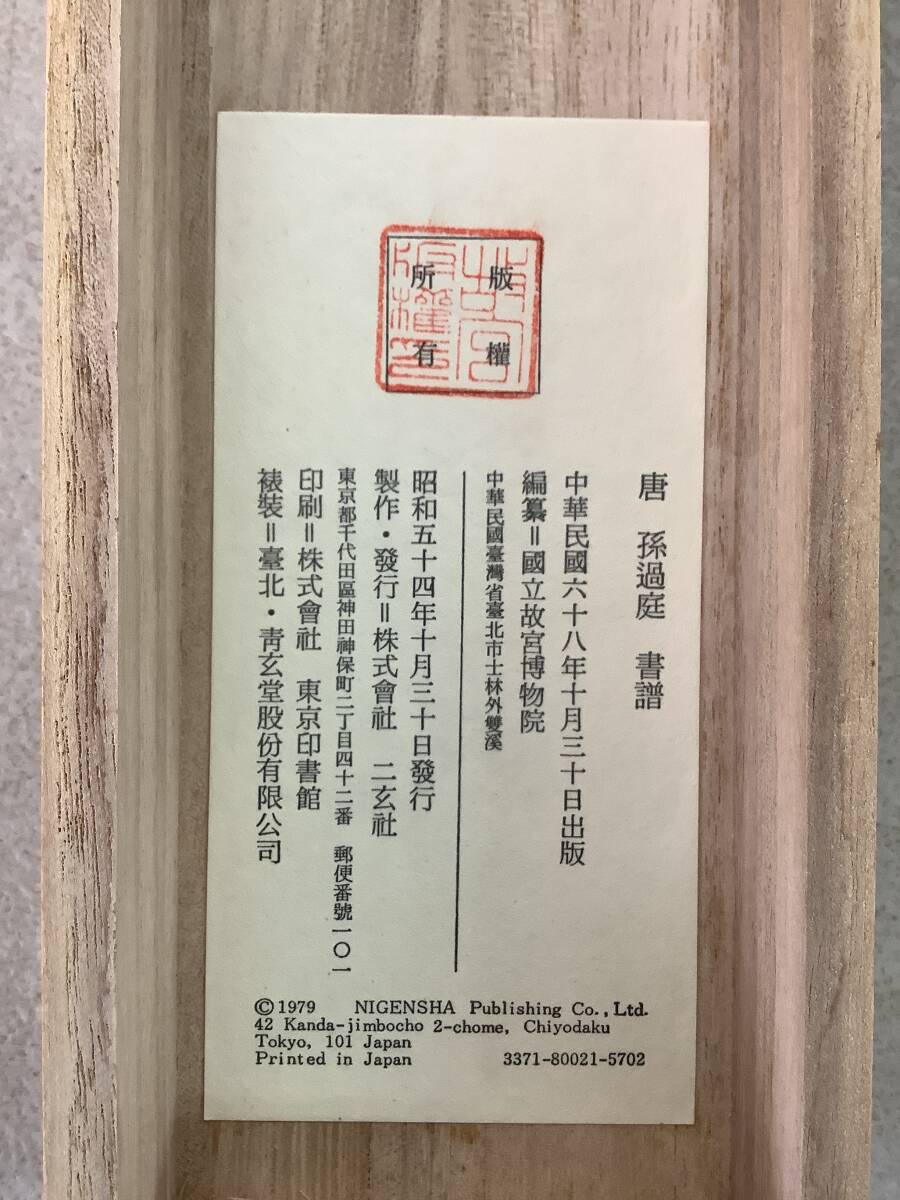 版權
所有
故宮
版權章
唐　孫過庭　書譜
中華民國六十八年十月三十日出版
編纂＝國立故宮博物院
中華民國臺灣省臺北市士林外雙溪
昭和五十四年十月三十日發行
製作・發行＝株式會社　二玄社
東京都千代田區神田神保町二丁目四十二番　郵便番號一〇一
印刷＝株式會社　東京印書館
裱裝＝臺北・靑玄堂股份有限公司
©1979　NIGENSHA Publishing Co., Ltd.
42 Kanda-jimbocho 2-chome, Chiyodaku
Tokyo, 101 Japan
Printed in Japan　3371-80021-5702